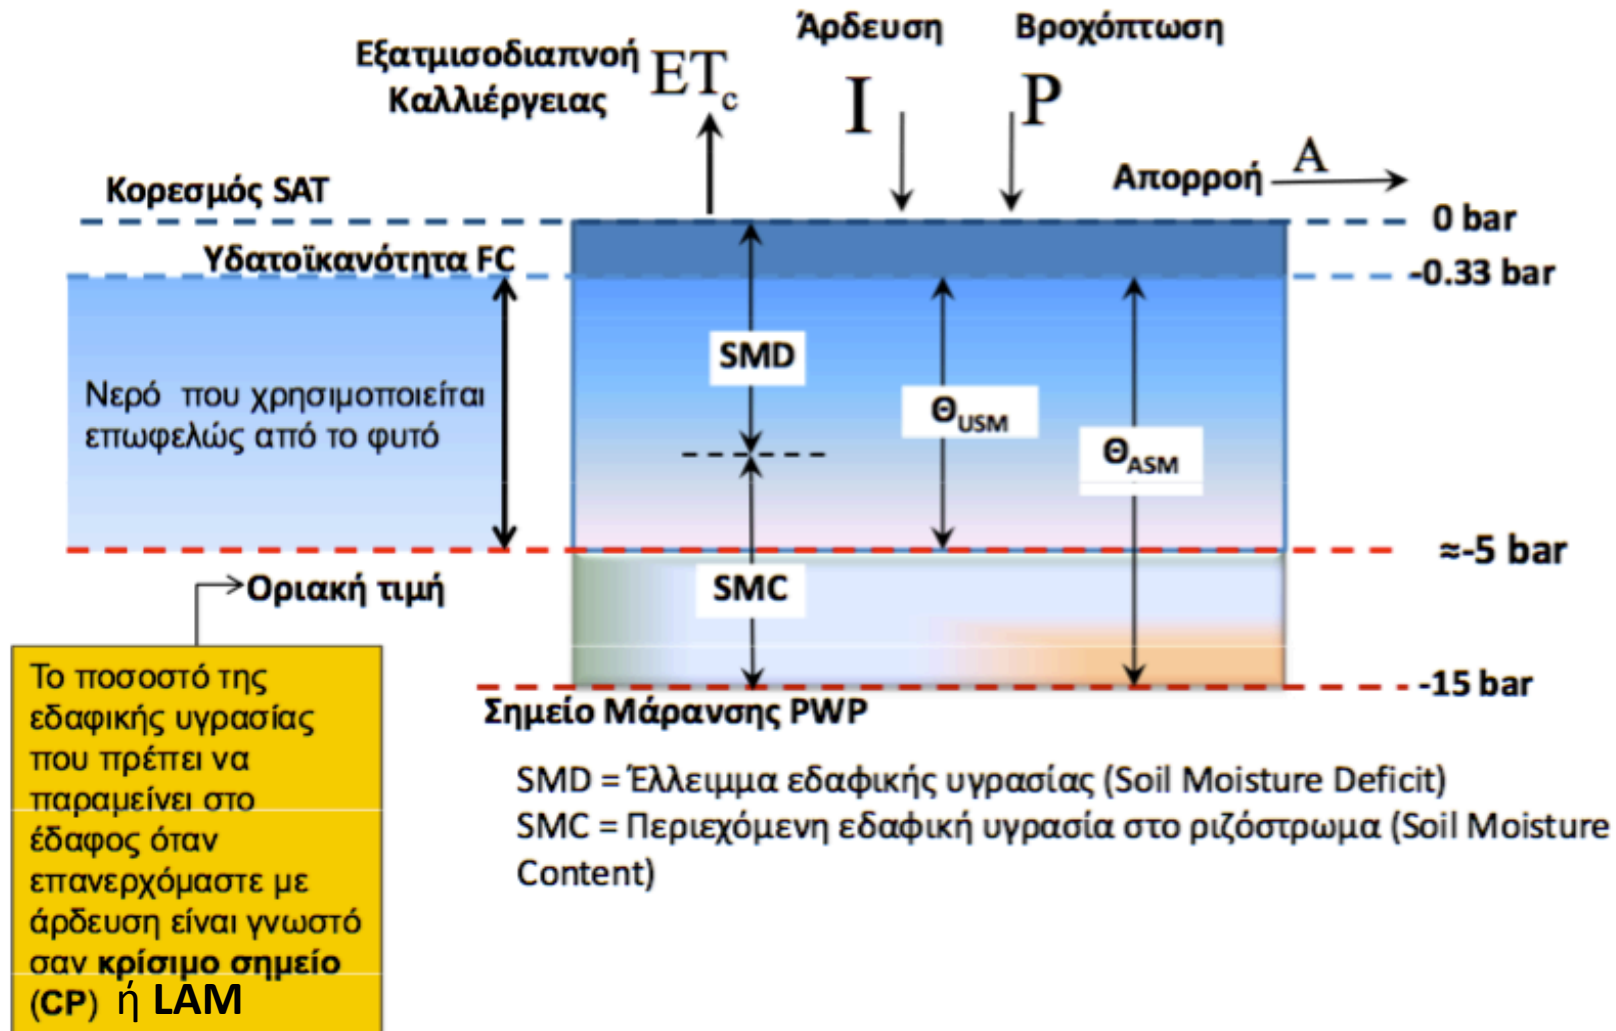 Άρδευση
Βροχόπτωση
Εξατμισοδιαπνοή
Καλλιέργειας
ETc
I
P
Απορροή
A
Κορεσμός SAT
0 bar
Υδατοϊκανότητα FC
-0.33 bar
SMD
Νερό που χρησιμοποιείται
επωφελώς από το φυτό
ΘUSM
ΘASM
≈-5 bar
Οριακή τιμή
SMC
-15 bar
Σημείο Μάρανσης PWP
Το ποσοστό της
εδαφικής υγρασίας
που πρέπει να
παραμείνει στο
έδαφος όταν
επανερχόμαστε με
άρδευση είναι γνωστό
σαν κρίσιμο σημείο
(CP) ή LAM
SMD = Έλλειμμα εδαφικής υγρασίας (Soil Moisture Deficit)
SMC = Περιεχόμενη εδαφική υγρασία στο ριζόστρωμα (Soil Moisture
Content)